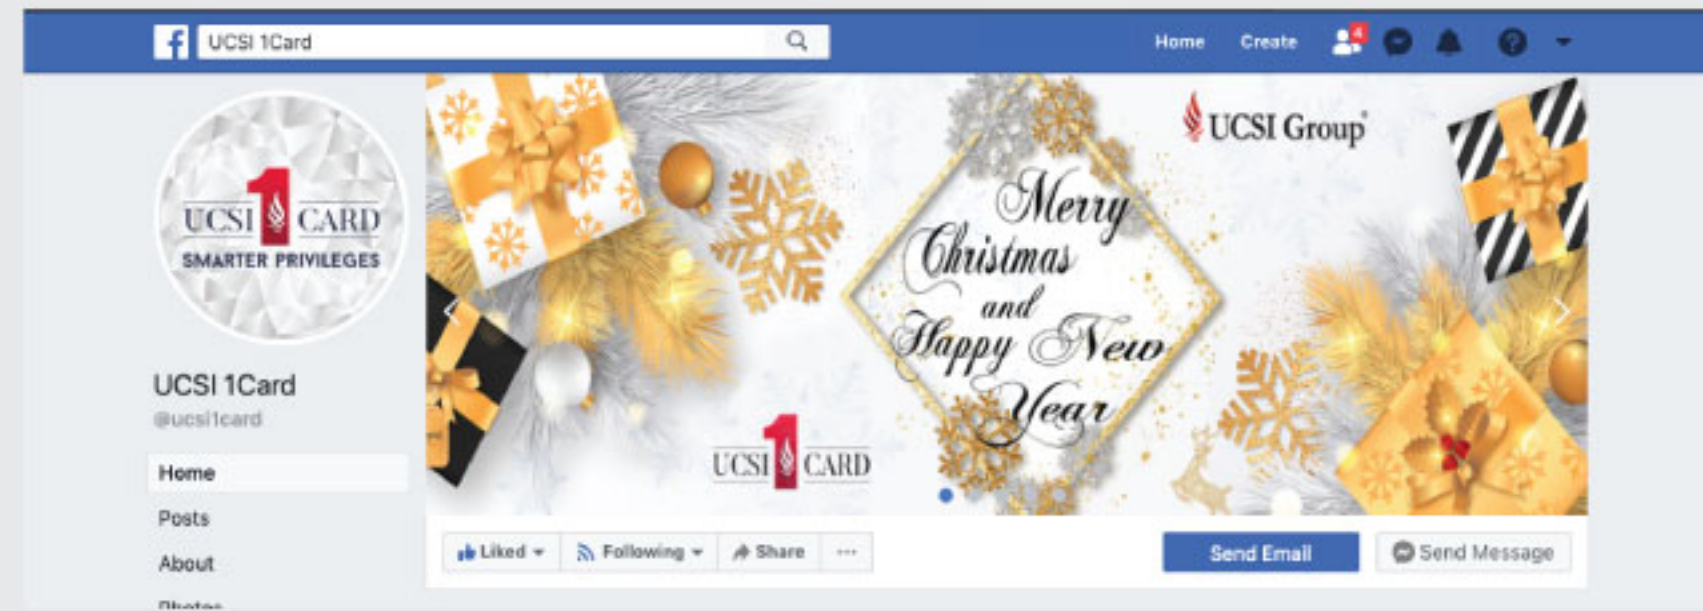 UCSI 1Card
Home
Create
4
UCSI 1 CARD
SMARTER PRIVILEGES
UCSI 1Card
@ucsi1card
Home
Posts
About
Photos
UCSI Group
Merry
Christmas
and
Happy New
Year
UCSI 1 CARD
Liked
Following
Share
Send Email
Send Message